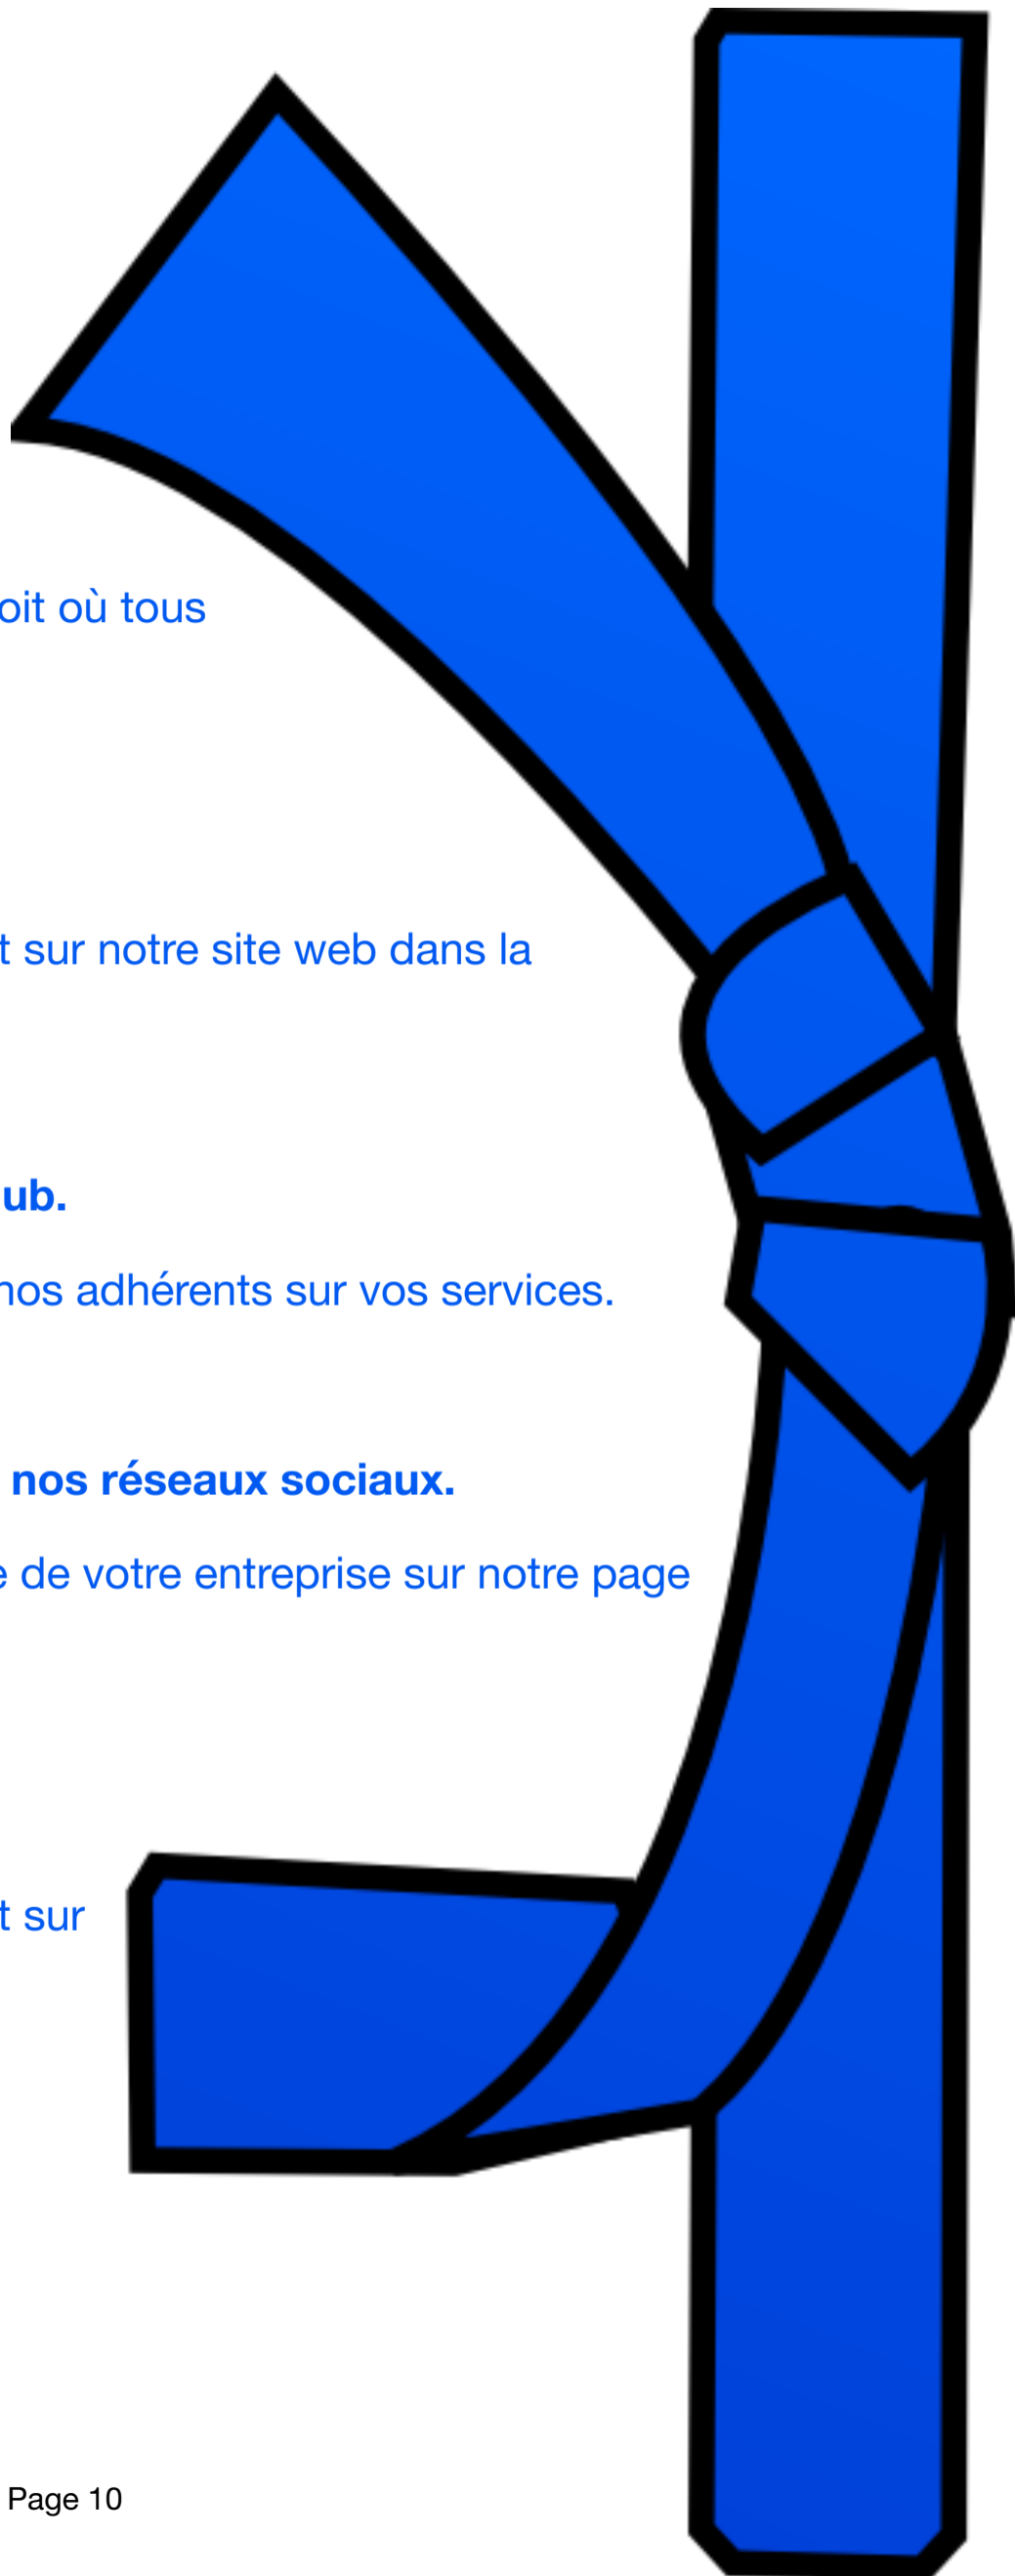 oit où tous
t sur notre site web dans la
ub.
nos adhérents sur vos services.
nos réseaux sociaux.
e de votre entreprise sur notre page
t sur
Page 10